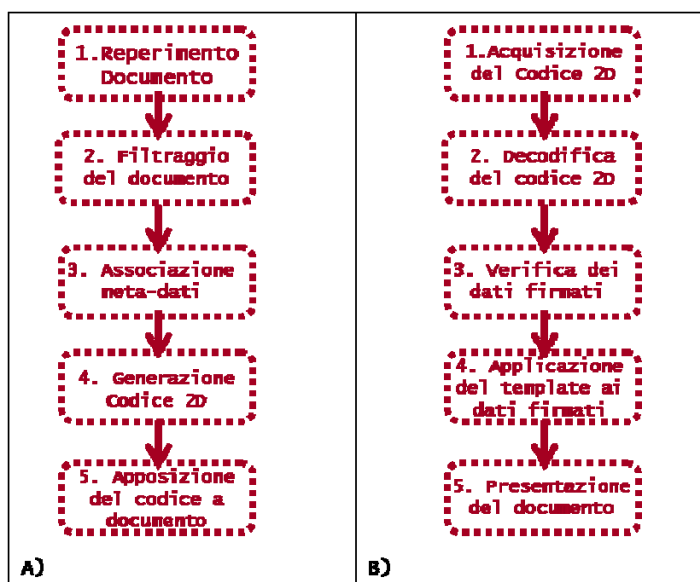 1.Reperimento
Documento
2. Filtraggio
del documento
3. Associazione
meta-dati
4. Generazione
Codice 2D
5. Apposizione
del codice a
documento
A)
1.Acquisizione
del Codice 2D
2. Decodifica
del codice 2D
3. Verifica dei
dati firmati
4. Applicazione
del template ai
dati firmati
5. Presentazione
del documento
B)